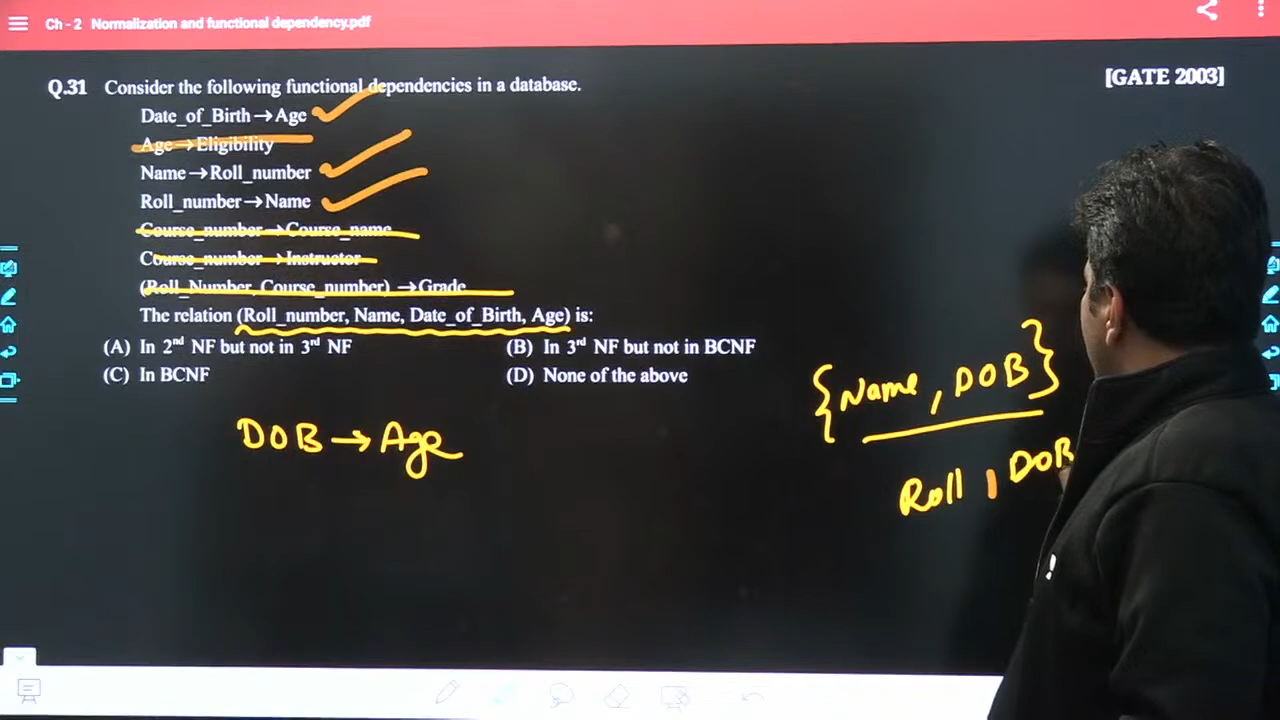 Ch - 2 Normalization and functional dependency.pdf
Q.31 Consider the following functional dependencies in a database. [GATE 2003]
Date_of_Birth → Age
Age → Eligibility
Name → Roll_number
Roll_number → Name
Course_number → Course_name
Course_number → Instructor
(Roll_Number, Course_number) → Grade
The relation (Roll_number, Name, Date_of_Birth, Age) is:
(A) In 2nd NF but not in 3rd NF (B) In 3rd NF but not in BCNF
(C) In BCNF (D) None of the above
{Name, DOB}
DOB → Age
Roll, DOB